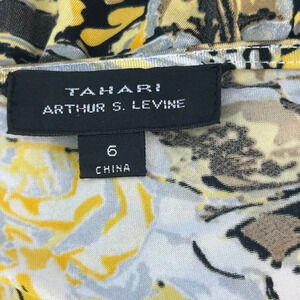 TAHARI
ARTHUR S. LEVINE
6
CHINA